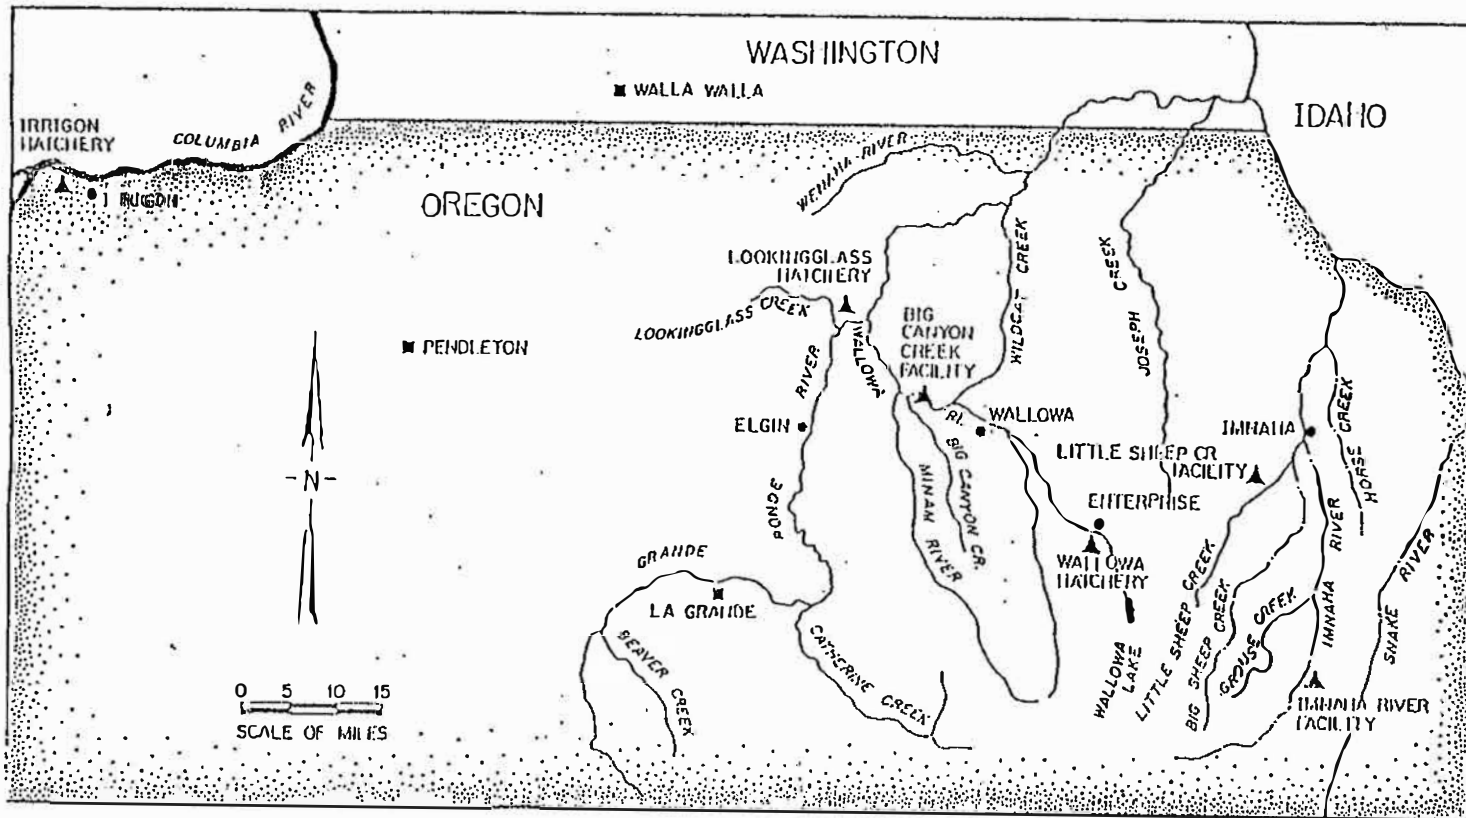 WASHINGTON
WALLA WALLA
IDAHO
IRRIGON
HATCHERY
COLUMBIA RIVER
OREGON
WENAHA RIVER
LOOKINGGLASS
HATCHERY
LOOKINGGLASS CREEK
BIG
CANYON
CREEK
FACILITY
WILDCAT CREEK
JOSEPH CREEK
PENDLETON
WALLOWA
RI.
RIVER
ELGIN
WALLOWA
IMNAHA
HORSE CREEK
LITTLE SHEEP CR
FACILITY
BIG CANYON CR.
MINAM RIVER
-N-
ENTERPRISE
RONDE
GRANDE
WALLOWA
HATCHERY
IMNAHA RIVER
SNAKE RIVER
LA GRANDE
BEAVER CREEK
CATHERINE CREEK
WALLOWA
LAKE
LITTLE SHEEP CREEK
BIG SHEEP CREEK
GROUSE CREEK
0 5 10 15
SCALE OF MILES
IMNAHA RIVER
FACILITY